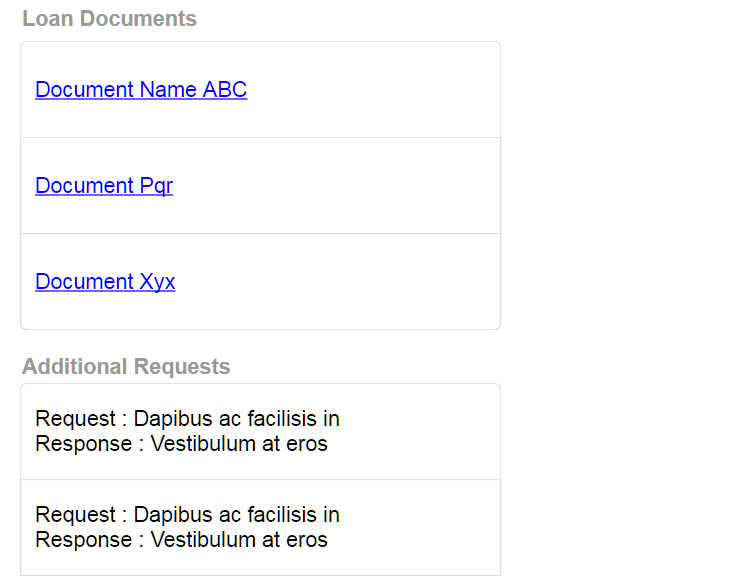 Loan Documents
Document Name ABC
Document Pqr
Document Xyx
Additional Requests
Request : Dapibus ac facilisis in
Response : Vestibulum at eros
Request : Dapibus ac facilisis in
Response : Vestibulum at eros